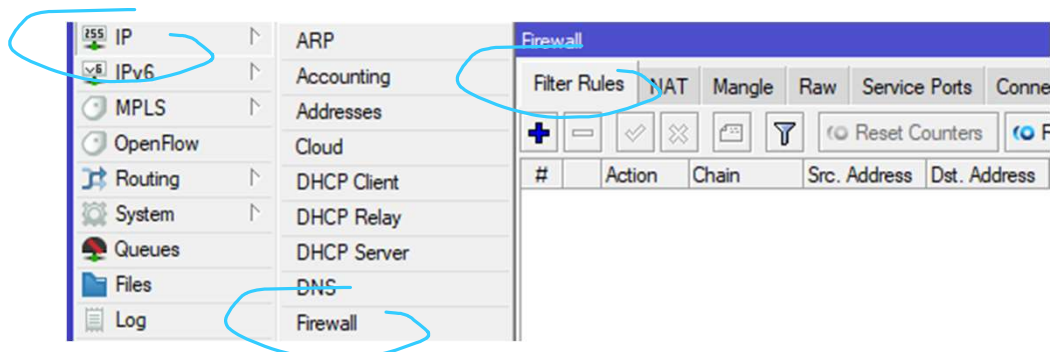 IP
IPv6
MPLS
OpenFlow
Routing
System
Queues
Files
Log
ARP
Accounting
Addresses
Cloud
DHCP Client
DHCP Relay
DHCP Server
DNS
Firewall
Firewall
Filter Rules NAT Mangle Raw Service Ports Conne
Reset Counters
# Action Chain Src. Address Dst. Address